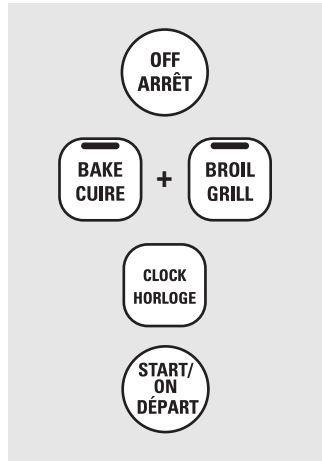 OFF
ARRÊT
BAKE
CUIRE
+
BROIL
GRILL
CLOCK
HORLOGE
START/
ON
DÉPART